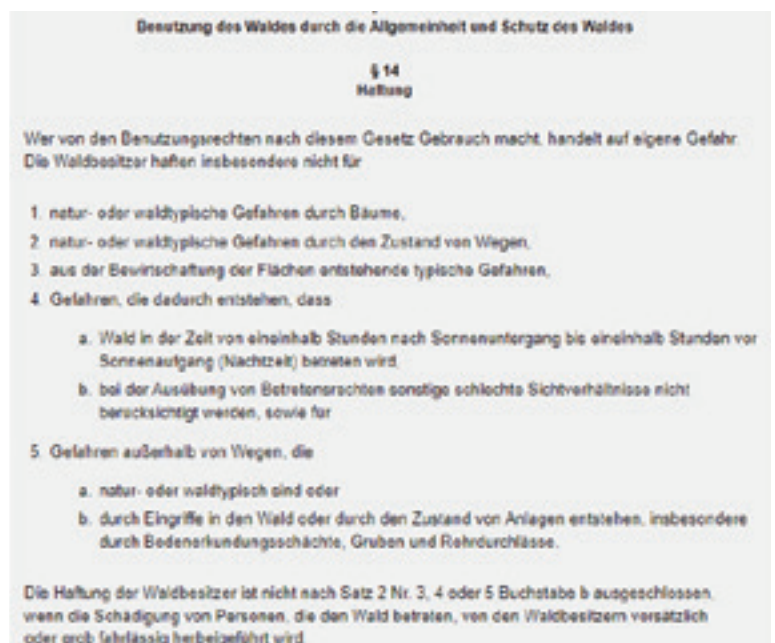 Benutzung des Waldes durch die Allgemeinheit und Schutz des Waldes
§ 14
Haftung
Wer von den Benutzungsrechten nach diesem Gesetz Gebrauch macht, handelt auf eigene Gefahr.
Die Waldbesitzer haften insbesondere nicht für
1. natur- oder waldtypische Gefahren durch Bäume,
2. natur- oder waldtypische Gefahren durch den Zustand von Wegen,
3. aus der Bewirtschaftung der Flächen entstehende typische Gefahren,
4. Gefahren, die dadurch entstehen, dass
a. Wald in der Zeit von eineinhalb Stunden nach Sonnenuntergang bis eineinhalb Stunden vor
Sonnenaufgang (Nachtzeit) betreten wird,
b. bei der Ausübung von Betretensrechten sonstige schlechte Sichtverhältnisse nicht
berücksichtigt werden, sowie für
5. Gefahren außerhalb von Wegen, die
a. natur- oder waldtypisch sind oder
b. durch Eingriffe in den Wald oder durch den Zustand von Anlagen entstehen, insbesondere
durch Bodenerkundungsschächte, Gruben und Rohrdurchlässe.
Die Haftung der Waldbesitzer ist nicht nach Satz 2 Nr. 3, 4 oder 5 Buchstabe b ausgeschlossen,
wenn die Schädigung von Personen, die den Wald betreten, von den Waldbesitzern vorsätzlich
oder grob fahrlässig herbeigeführt wird.